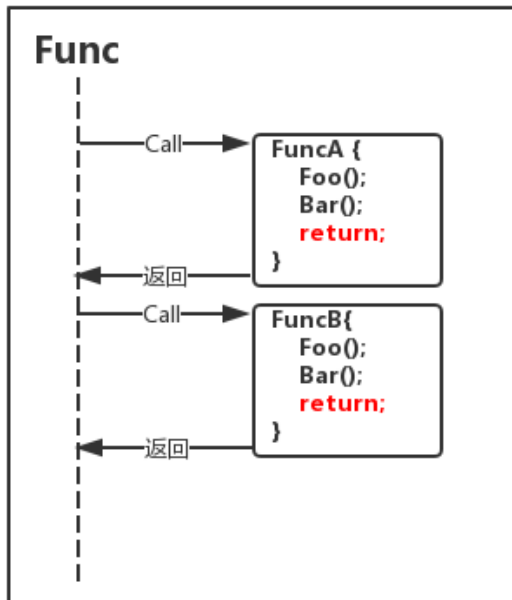 Func
Call
FuncA {
Foo();
Bar();
return;
}
返回
Call
FuncB{
Foo();
Bar();
return;
}
返回